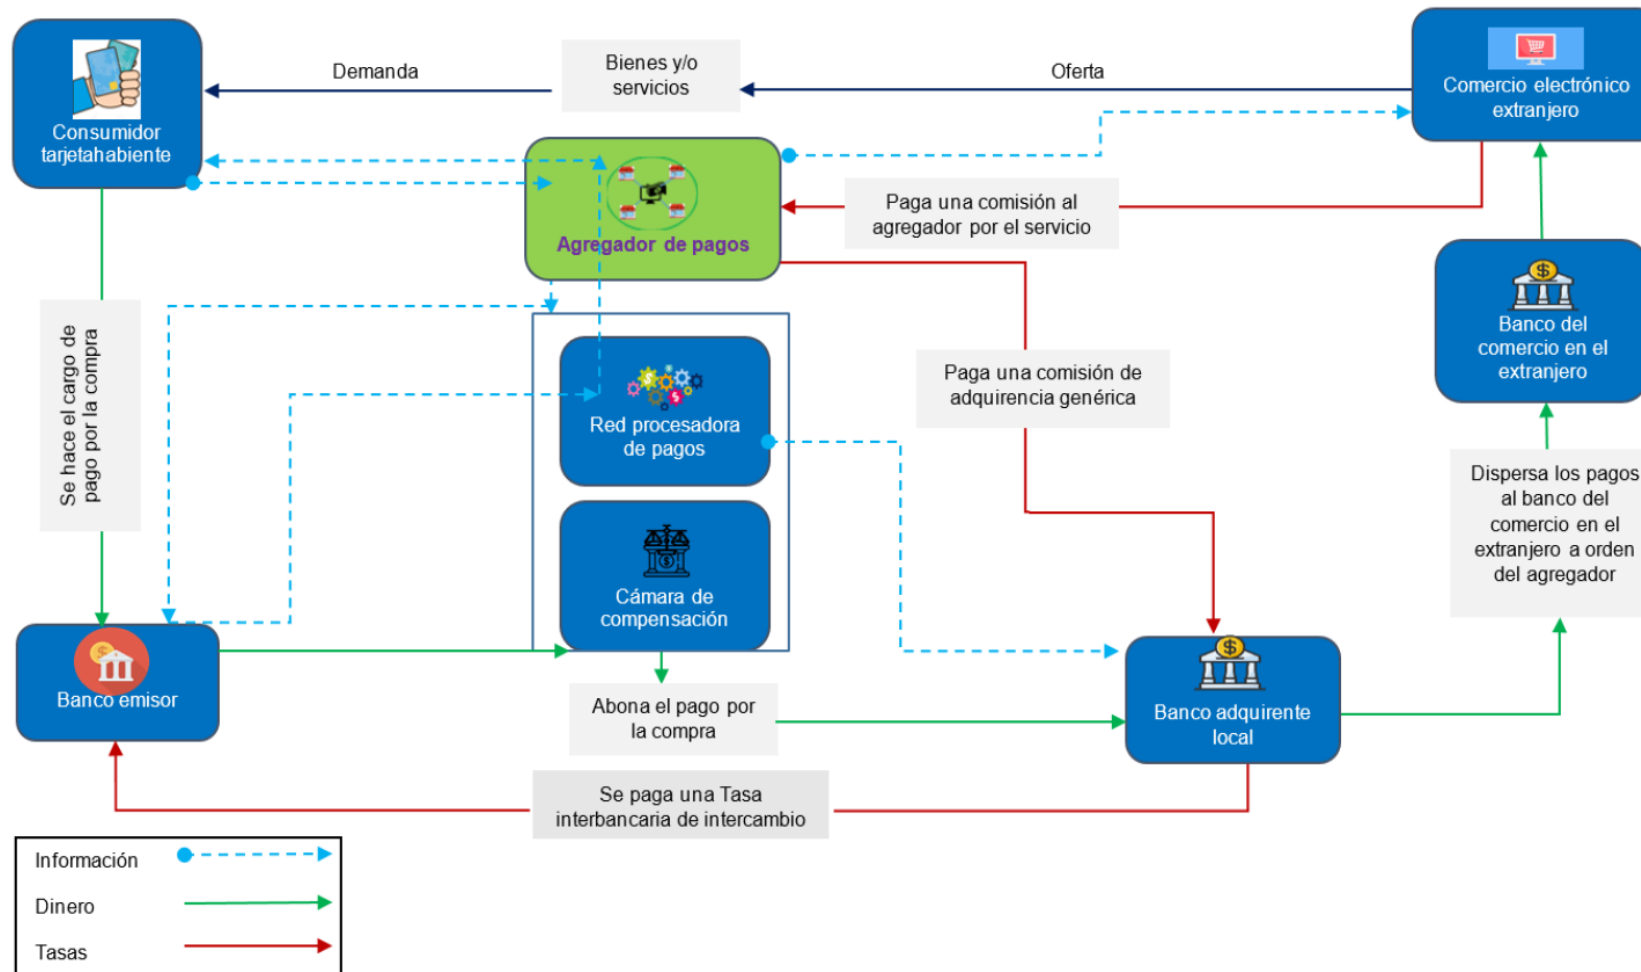 Demanda
Bienes y/o
servicios
Oferta
Consumidor
tarjetahabiente
Comercio electrónico
extranjero
Agregador de pagos
Paga una comisión al
agregador por el servicio
Se hace el cargo de
pago por la compra
Red procesadora
de pagos
Paga una comisión de
adquirencia genérica
Banco del
comercio en el
extranjero
Dispersa los pagos
al banco del
comercio en el
extranjero a orden
del agregador
Cámara de
compensación
Banco emisor
Abona el pago por
la compra
Banco adquirente
local
Se paga una Tasa
interbancaria de intercambio
Información
Dinero
Tasas